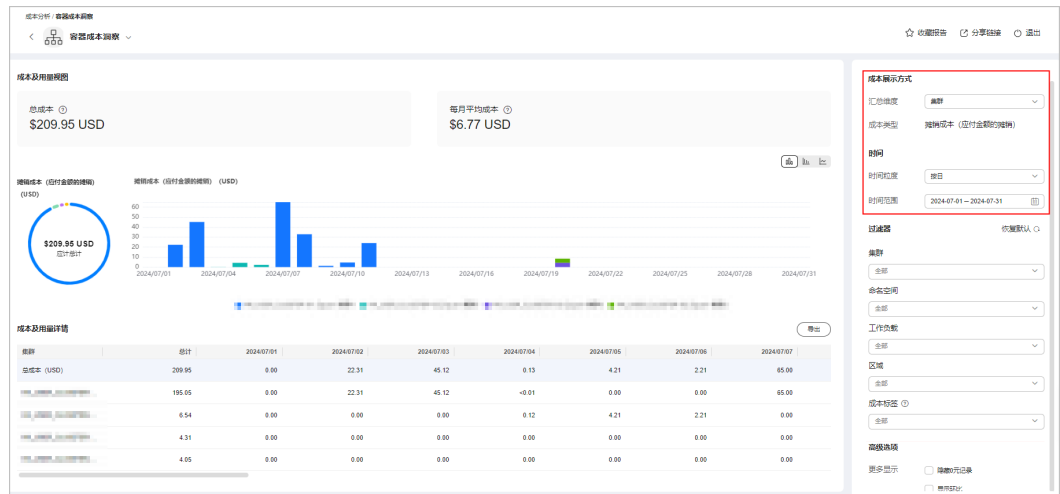 成本分析 / 容器成本洞察
容器成本洞察
收藏报告 分享链接 退出
成本及用量视图
总成本
$209.95 USD
每月平均成本
$6.77 USD
摊销成本（应付金额的摊销）
(USD)
$209.95 USD
应计总计
摊销成本（应付金额的摊销） (USD)
60
50
40
30
20
10
0
2024/07/01 2024/07/04 2024/07/07 2024/07/10 2024/07/13 2024/07/16 2024/07/19 2024/07/22 2024/07/25 2024/07/28 2024/07/31
成本及用量详情
导出
集群 总计 2024/07/01 2024/07/02 2024/07/03 2024/07/04 2024/07/05 2024/07/06 2024/07/07
总成本（USD） 209.95 0.00 22.31 45.12 0.13 4.21 2.21 65.00
195.05 0.00 22.31 45.12 <0.01 0.00 0.00 65.00
6.54 0.00 0.00 0.00 0.12 4.21 2.21 0.00
4.31 0.00 0.00 0.00 0.00 0.00 0.00 0.00
4.05 0.00 0.00 0.00 0.00 0.00 0.00 0.00
成本展示方式
汇总维度 集群
成本类型 摊销成本（应付金额的摊销）
时间
时间粒度 按日
时间范围 2024-07-01 – 2024-07-31
过滤器 恢复默认
集群
全部
命名空间
全部
工作负载
全部
区域
全部
成本标签
全部
高级选项
更多显示 隐藏0元记录